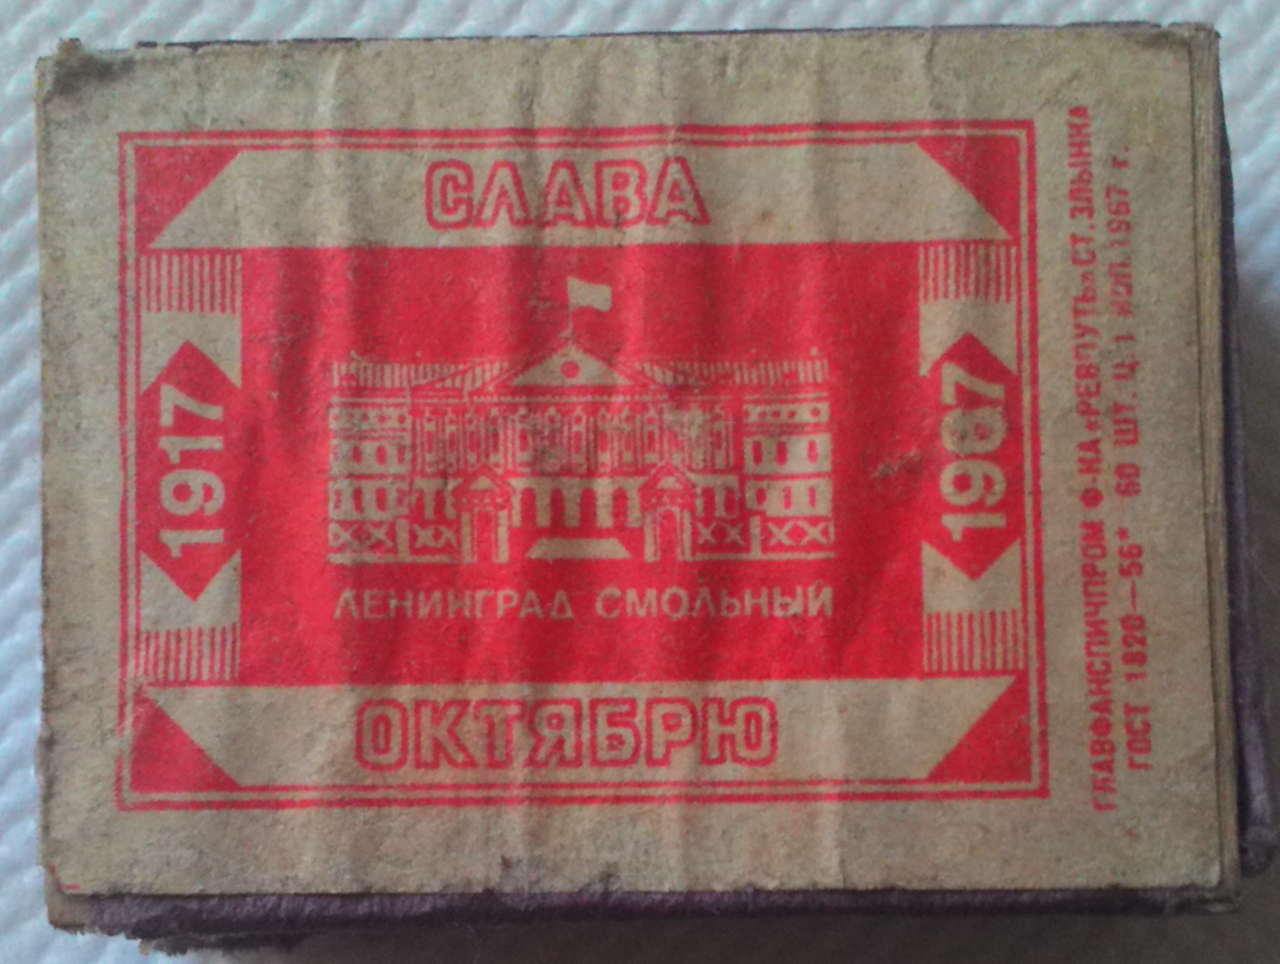 СЛАВА
1917
1967
ЛЕНИНГРАД СМОЛЬНЫЙ
ОКТЯБРЮ
ГЛАВФАНСПИЧПРОМ Ф-КА «РЕВПУТЬ» СТ. ЗЛЫНКА
ГОСТ 1820—56* 60 ШТ. Ц. 1 КОП. 1967 г.